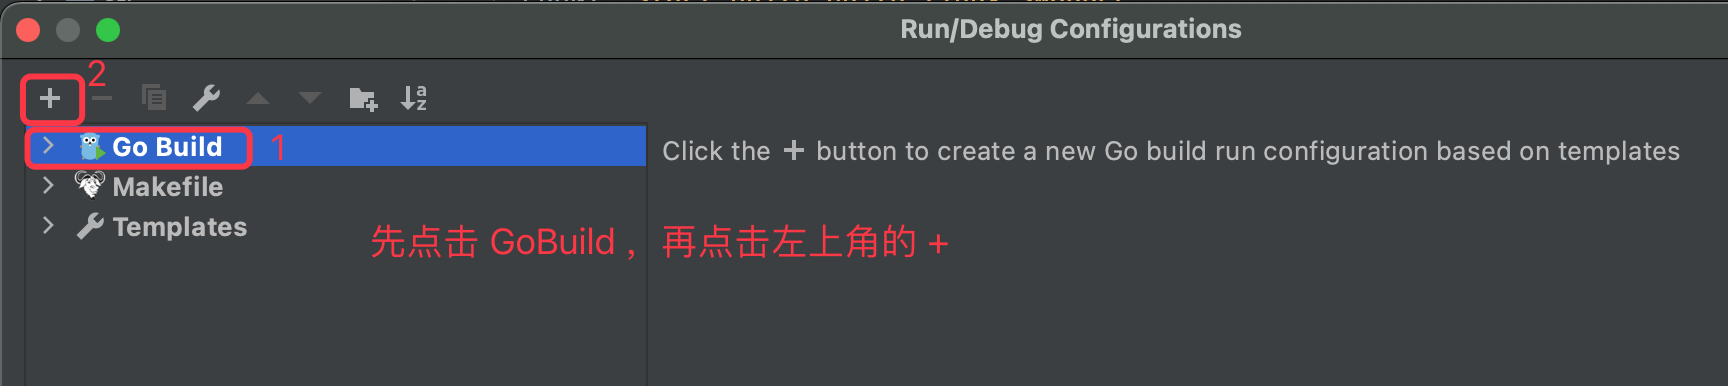 Run/Debug Configurations
2
Go Build
1
Click the + button to create a new Go build run configuration based on templates
Makefile
Templates
先点击 GoBuild ， 再点击左上角的 +